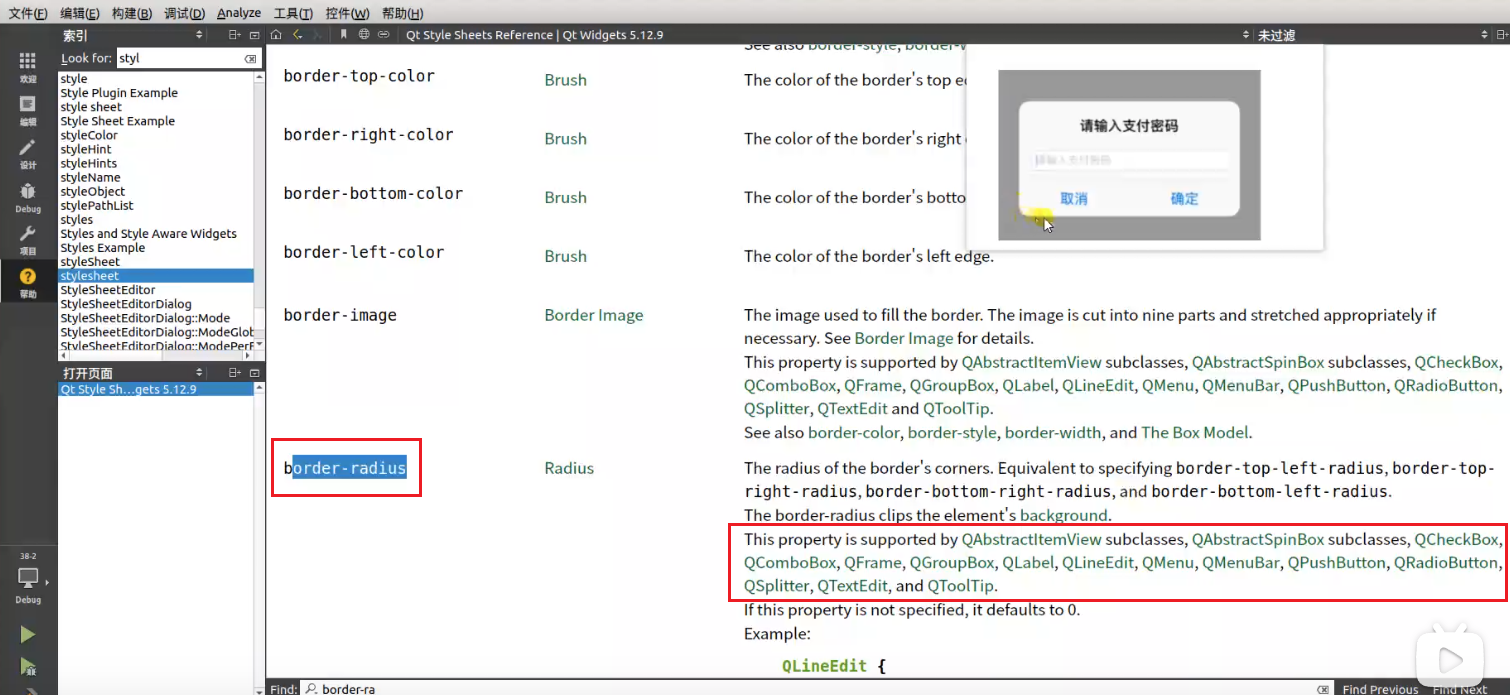 文件(F) 编辑(E) 构建(B) 调试(D) Analyze 工具(T) 控件(W) 帮助(H)
索引
Qt Style Sheets Reference | Qt Widgets 5.12.9
未过滤
Look for: styl
style
Style Plugin Example
style sheet
Style Sheet Example
styleColor
styleHint
styleHints
styleName
styleObject
stylePathList
styles
Styles and Style Aware Widgets
Styles Example
styleSheet
stylesheet
StyleSheetEditor
StyleSheetEditorDialog
StyleSheetEditorDialog::Mode
StyleSheetEditorDialog::ModeGlob
StyleSheetEditorDialog::ModePerF
欢迎
编辑
设计
Debug
项目
帮助
38-2
Debug
打开页面
Qt Style Sh...gets 5.12.9
See also border-style, border-
border-top-color Brush The color of the border's top e
border-right-color Brush The color of the border's right
border-bottom-color Brush The color of the border's botto
border-left-color Brush The color of the border's left edge.
border-image Border Image The image used to fill the border. The image is cut into nine parts and stretched appropriately if
necessary. See Border Image for details.
This property is supported by QAbstractItemView subclasses, QAbstractSpinBox subclasses, QCheckBox,
QComboBox, QFrame, QGroupBox, QLabel, QLineEdit, QMenu, QMenuBar, QPushButton, QRadioButton,
QSplitter, QTextEdit and QToolTip.
See also border-color, border-style, border-width, and The Box Model.
border-radius Radius The radius of the border's corners. Equivalent to specifying border-top-left-radius, border-top-
right-radius, border-bottom-right-radius, and border-bottom-left-radius.
The border-radius clips the element's background.
This property is supported by QAbstractItemView subclasses, QAbstractSpinBox subclasses, QCheckBox,
QComboBox, QFrame, QGroupBox, QLabel, QLineEdit, QMenu, QMenuBar, QPushButton, QRadioButton,
QSplitter, QTextEdit, and QToolTip.
If this property is not specified, it defaults to 0.
Example:
QLineEdit {
请输入支付密码
请输入支付密码
取消 确定
Find: border-ra
Find Previous Find Next